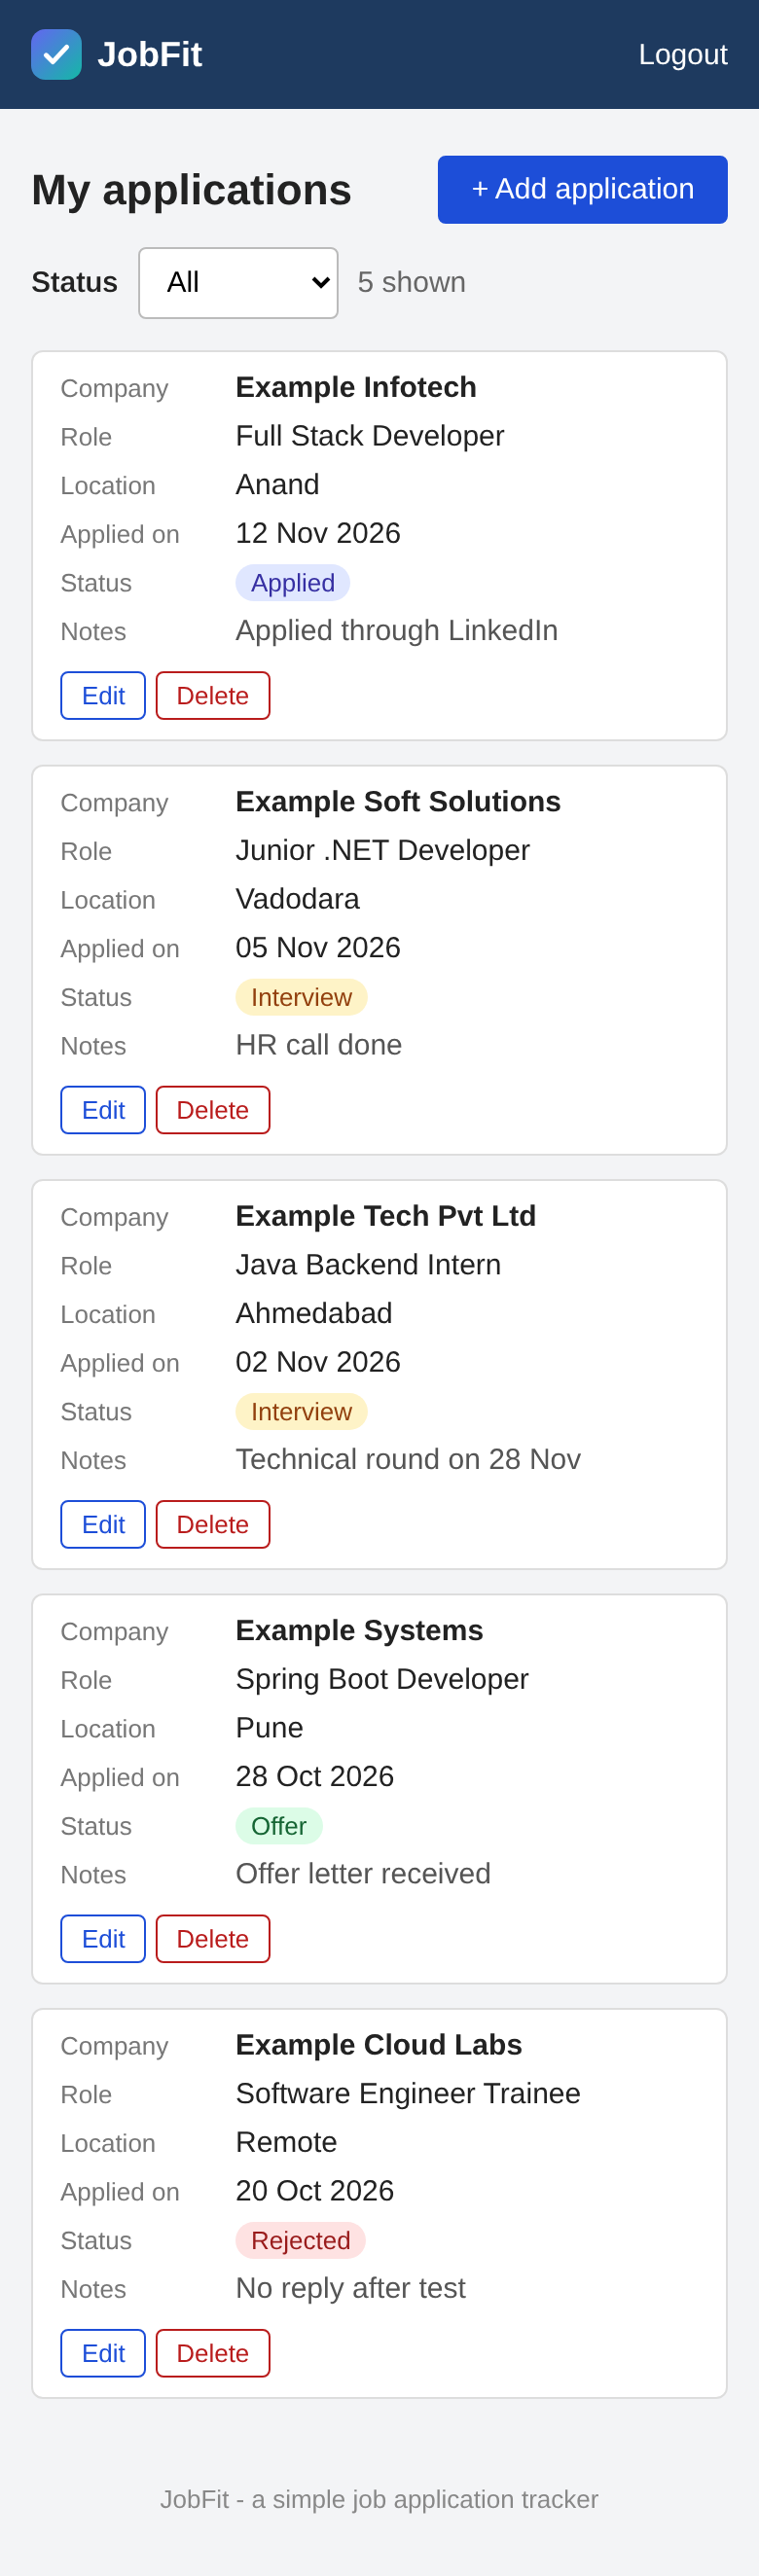 JobFit Logout
My applications + Add application
Status All 5 shown
Company Example Infotech
Role Full Stack Developer
Location Anand
Applied on 12 Nov 2026
Status Applied
Notes Applied through LinkedIn
Edit Delete
Company Example Soft Solutions
Role Junior .NET Developer
Location Vadodara
Applied on 05 Nov 2026
Status Interview
Notes HR call done
Edit Delete
Company Example Tech Pvt Ltd
Role Java Backend Intern
Location Ahmedabad
Applied on 02 Nov 2026
Status Interview
Notes Technical round on 28 Nov
Edit Delete
Company Example Systems
Role Spring Boot Developer
Location Pune
Applied on 28 Oct 2026
Status Offer
Notes Offer letter received
Edit Delete
Company Example Cloud Labs
Role Software Engineer Trainee
Location Remote
Applied on 20 Oct 2026
Status Rejected
Notes No reply after test
Edit Delete
JobFit - a simple job application tracker